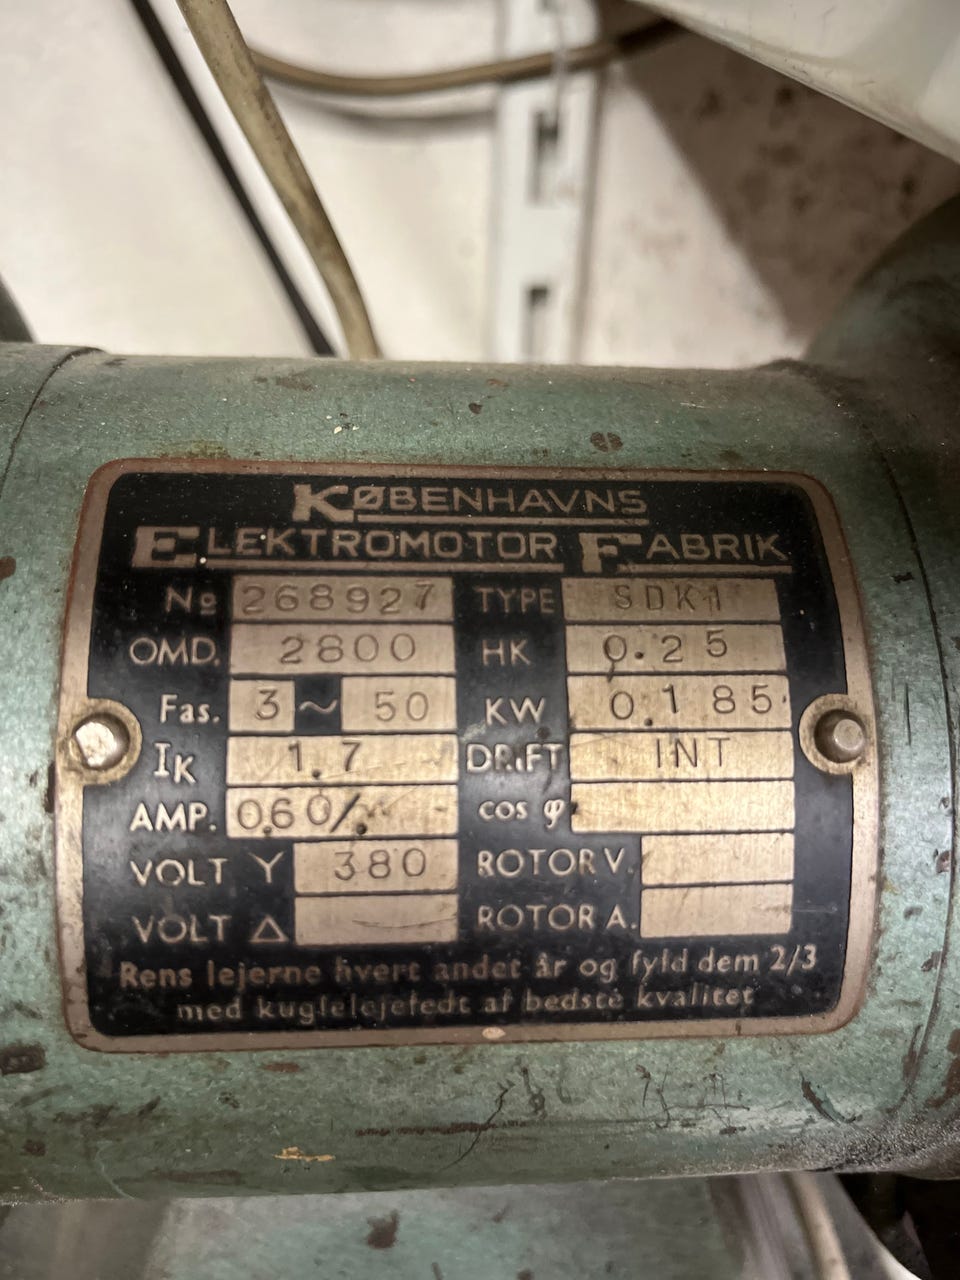 KØBENHAVNS
ELEKTROMOTOR FABRIK
No 268927 TYPE SDK1
OMD. 2800 HK 0.25
Fas. 3 ~ 50 KW 0.185
IK 1.7 DRIFT INT
AMP. 0.60/. cos φ
VOLT Y 380 ROTOR V.
VOLT Δ ROTOR A.
Rens lejerne hvert andet år og fyld dem 2/3
med kuglelejefedt af bedste kvalitet